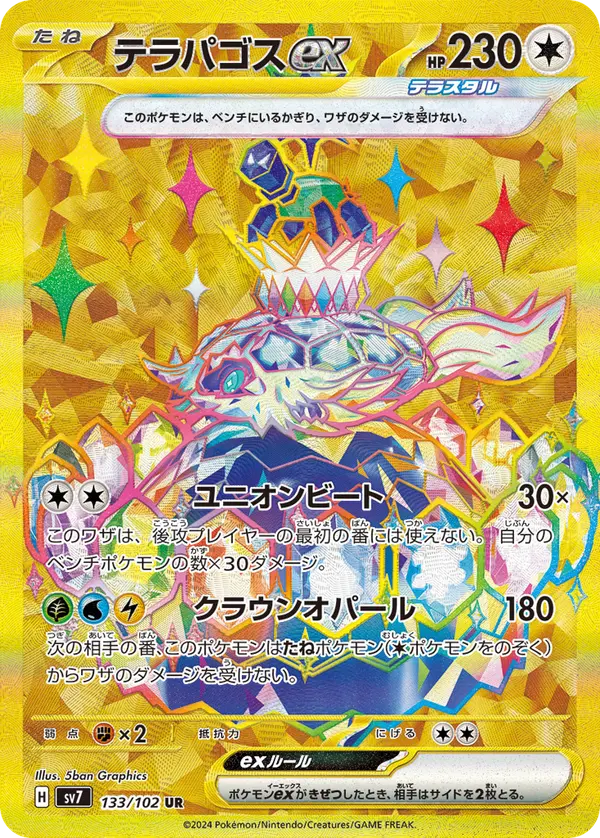 たね
テラパゴスex
HP230
テラスタル
このポケモンは、ベンチにいるかぎり、ワザのダメージを受けない。
ユニオンビート 30×
このワザは、後攻プレイヤーの最初の番には使えない。自分の
ベンチポケモンの数×30ダメージ。
クラウンオパール 180
次の相手の番、このポケモンはたねポケモン(ポケモンをのぞく)
からワザのダメージを受けない。
弱点 ×2 抵抗力 にげる
exルール
ポケモンexがきぜつしたとき、相手はサイドを2枚とる。
Illus. 5ban Graphics
H sv7 133/102 UR
©2024 Pokémon/Nintendo/Creatures/GAME FREAK.